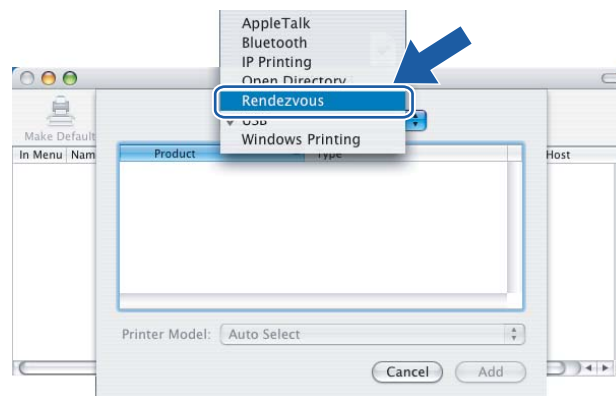 AppleTalk
Bluetooth
IP Printing
Open Directory
Rendezvous
USB
Windows Printing
Make Default
In Menu Nam Product Type Host
Printer Model: Auto Select
Cancel Add